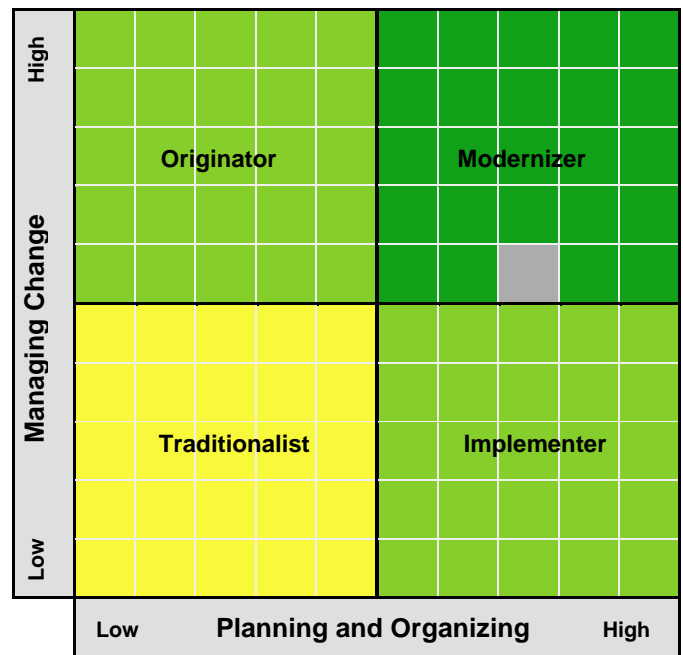 High
Managing Change
Low
Originator
Modernizer
Traditionalist
Implementer
Low
Planning and Organizing
High